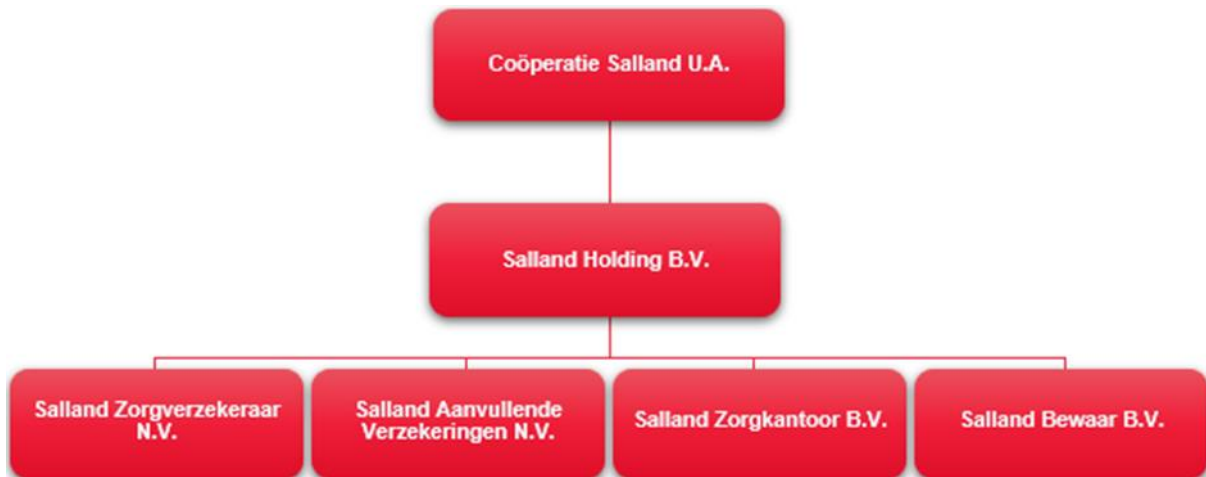 Coöperatie Salland U.A.
Salland Holding B.V.
Salland Zorgverzekeraar
N.V.
Salland Aanvullende
Verzekeringen N.V.
Salland Zorgkantoor B.V.
Salland Bewaar B.V.